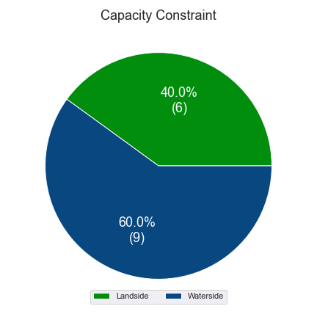 Capacity Constraint
40.0%
(6)
60.0%
(9)
Landside Waterside